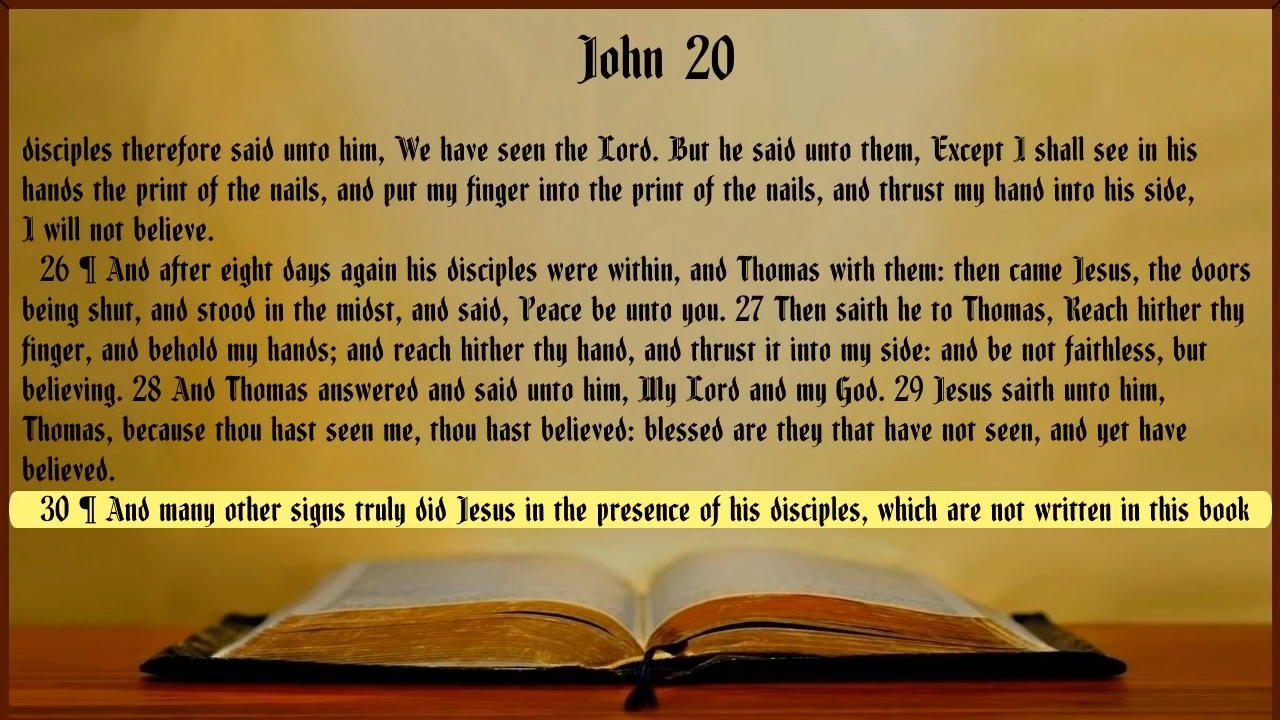 John 20
disciples therefore said unto him, We have seen the Lord. But he said unto them, Except I shall see in his
hands the print of the nails, and put my finger into the print of the nails, and thrust my hand into his side,
I will not believe.
26 ¶ And after eight days again his disciples were within, and Thomas with them: then came Jesus, the doors
being shut, and stood in the midst, and said, Peace be unto you. 27 Then saith he to Thomas, Reach hither thy
finger, and behold my hands; and reach hither thy hand, and thrust it into my side: and be not faithless, but
believing. 28 And Thomas answered and said unto him, My Lord and my God. 29 Jesus saith unto him,
Thomas, because thou hast seen me, thou hast believed: blessed are they that have not seen, and yet have
believed.
30 ¶ And many other signs truly did Jesus in the presence of his disciples, which are not written in this book